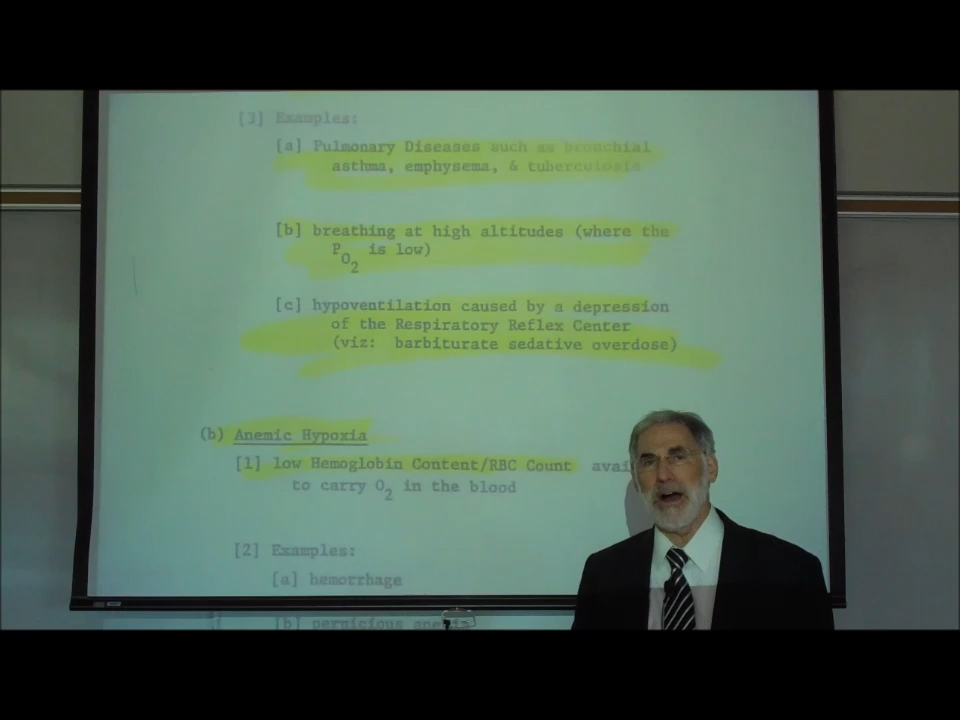 [3] Examples:
[a] Pulmonary Diseases such as bronchial
asthma, emphysema, & tuberculosis
[b] breathing at high altitudes (where the
PO2 is low)
[c] hypoventilation caused by a depression
of the Respiratory Reflex Center
(viz: barbiturate sedative overdose)
(b) Anemic Hypoxia
[1] low Hemoglobin Content/RBC Count avai
to carry O2 in the blood
[2] Examples:
[a] hemorrhage
[b] pernicious anemia